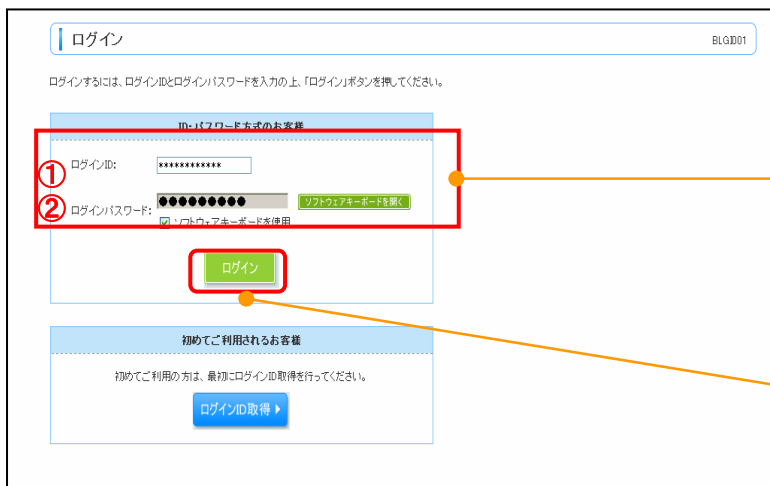 ログイン
BLGID01
ログインするには、ログインIDとログインパスワードを入力の上、「ログイン」ボタンを押してください。
ID・パスワード方式のお客様
① ログインID: ************
② ログインパスワード: ●●●●●●●●● ソフトウェアキーボードを開く
ソフトウェアキーボードを使用
ログイン
初めてご利用されるお客様
初めてご利用の方は、最初にログインID取得を行ってください。
ログインID取得